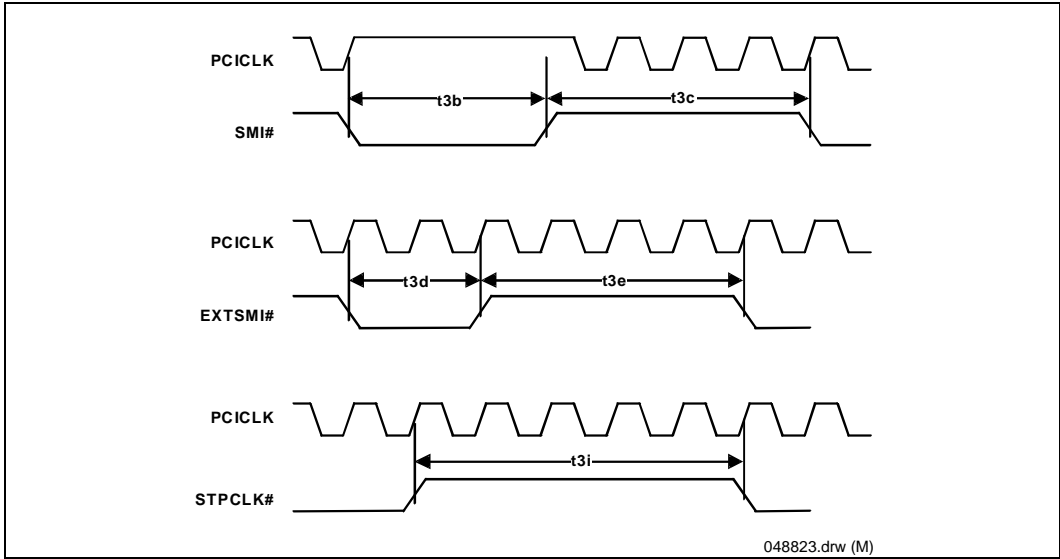 PCICLK
t3b
t3c
SMI#
PCICLK
t3d
t3e
EXTSMI#
PCICLK
t3i
STPCLK#
048823.drw (M)